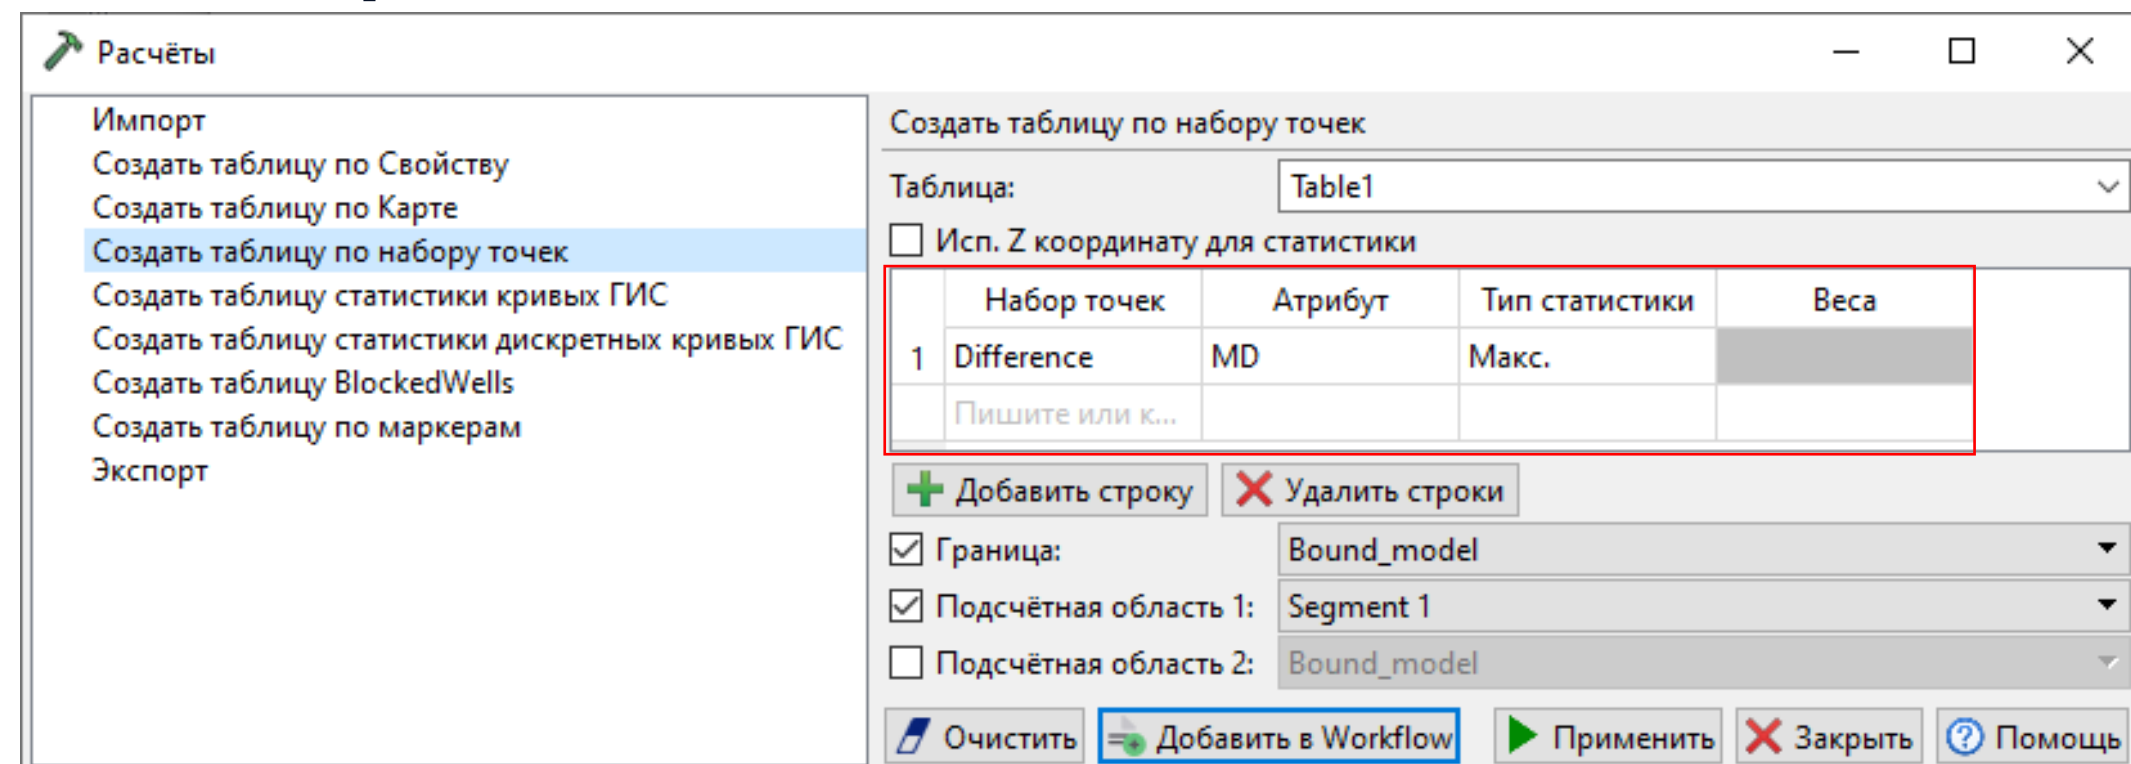 Расчёты
Импорт
Создать таблицу по Свойству
Создать таблицу по Карте
Создать таблицу по набору точек
Создать таблицу статистики кривых ГИС
Создать таблицу статистики дискретных кривых ГИС
Создать таблицу BlockedWells
Создать таблицу по маркерам
Экспорт
Создать таблицу по набору точек
Таблица: Table1
Исп. Z координату для статистики
Набор точек Атрибут Тип статистики Веса
1 Difference MD Макс.
Пишите или к...
Добавить строку Удалить строки
Граница: Bound_model
Подсчётная область 1: Segment 1
Подсчётная область 2: Bound_model
Очистить Добавить в Workflow Применить Закрыть Помощь